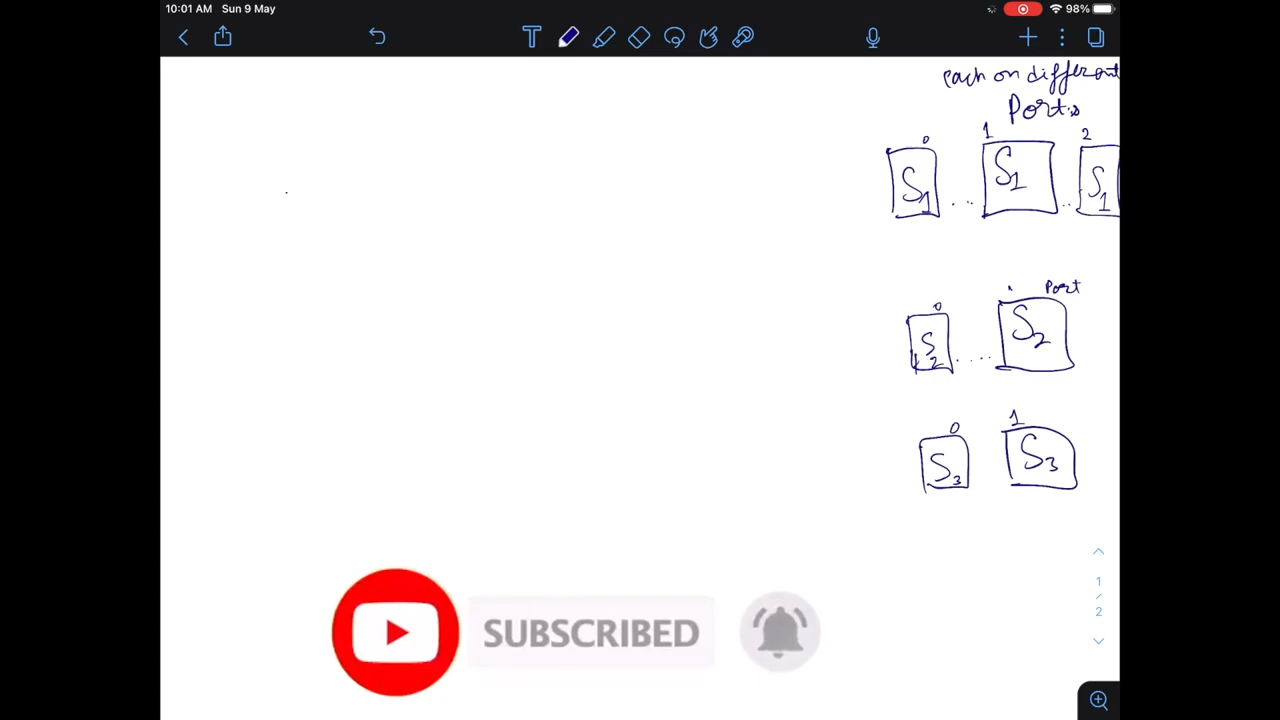 10:01 AM Sun 9 May
98%
T
each on different
Ports
0 1 2
S1 ... S1 .. S1
0 Port
S2 .... S2
0 1
S3 S3
1
/
2
SUBSCRIBED